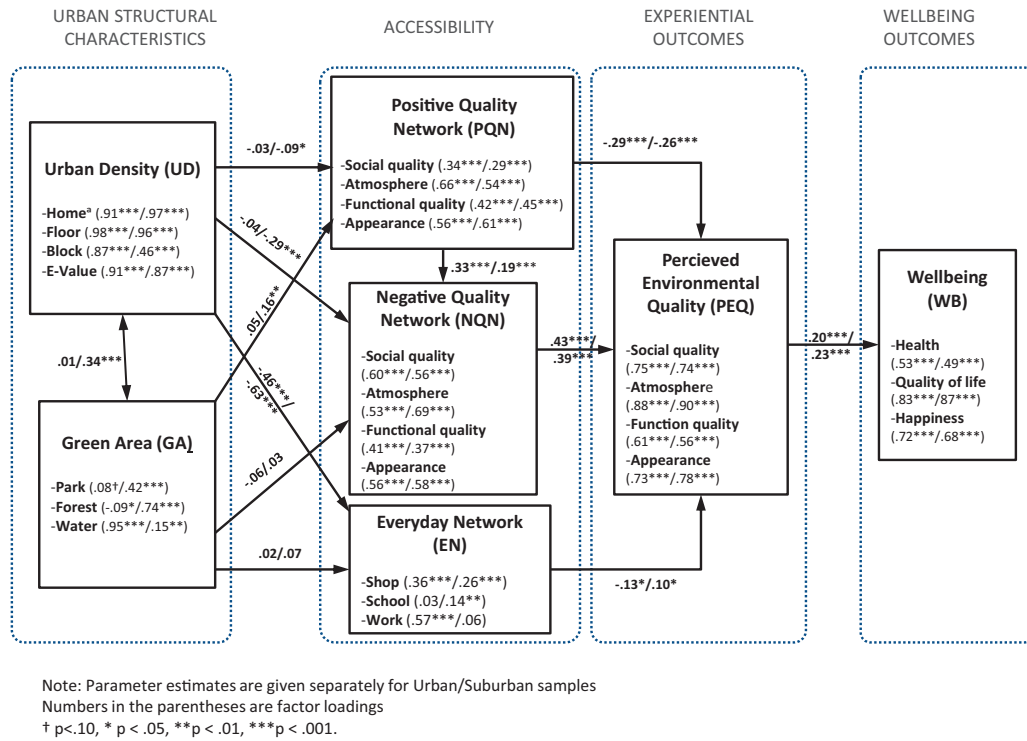 URBAN STRUCTURAL
CHARACTERISTICS
ACCESSIBILITY
EXPERIENTIAL
OUTCOMES
WELLBEING
OUTCOMES
Urban Density (UD)
-Homeᵃ (.91***/.97***)
-Floor (.98***/.96***)
-Block (.87***/.46***)
-E-Value (.91***/.87***)
.01/.34***
Green Area (GA)
-Park (.08†/.42***)
-Forest (-.09*/.74***)
-Water (.95***/.15**)
-.03/-.09*
-.04/-.29***
.05/.16**
-.46***/
-.63***
-.06/.03
.02/.07
Positive Quality
Network (PQN)
-Social quality (.34***/.29***)
-Atmosphere (.66***/.54***)
-Functional quality (.42***/.45***)
-Appearance (.56***/.61***)
.33***/.19***
Negative Quality
Network (NQN)
-Social quality
(.60***/.56***)
-Atmosphere
(.53***/.69***)
-Functional quality
(.41***/.37***)
-Appearance
(.56***/.58***)
Everyday Network
(EN)
-Shop (.36***/.26***)
-School (.03/.14**)
-Work (.57***/.06)
-.29***/-.26***
.43***/
.39***
-.13*/.10*
Percieved
Environmental
Quality (PEQ)
-Social quality
(.75***/.74***)
-Atmosphere
(.88***/.90***)
-Function quality
(.61***/.56***)
-Appearance
(.73***/.78***)
.20***/
.23***
Wellbeing
(WB)
-Health
(.53***/.49***)
-Quality of life
(.83***/87***)
-Happiness
(.72***/.68***)
Note: Parameter estimates are given separately for Urban/Suburban samples
Numbers in the parentheses are factor loadings
† p<.10, * p < .05, **p < .01, ***p < .001.